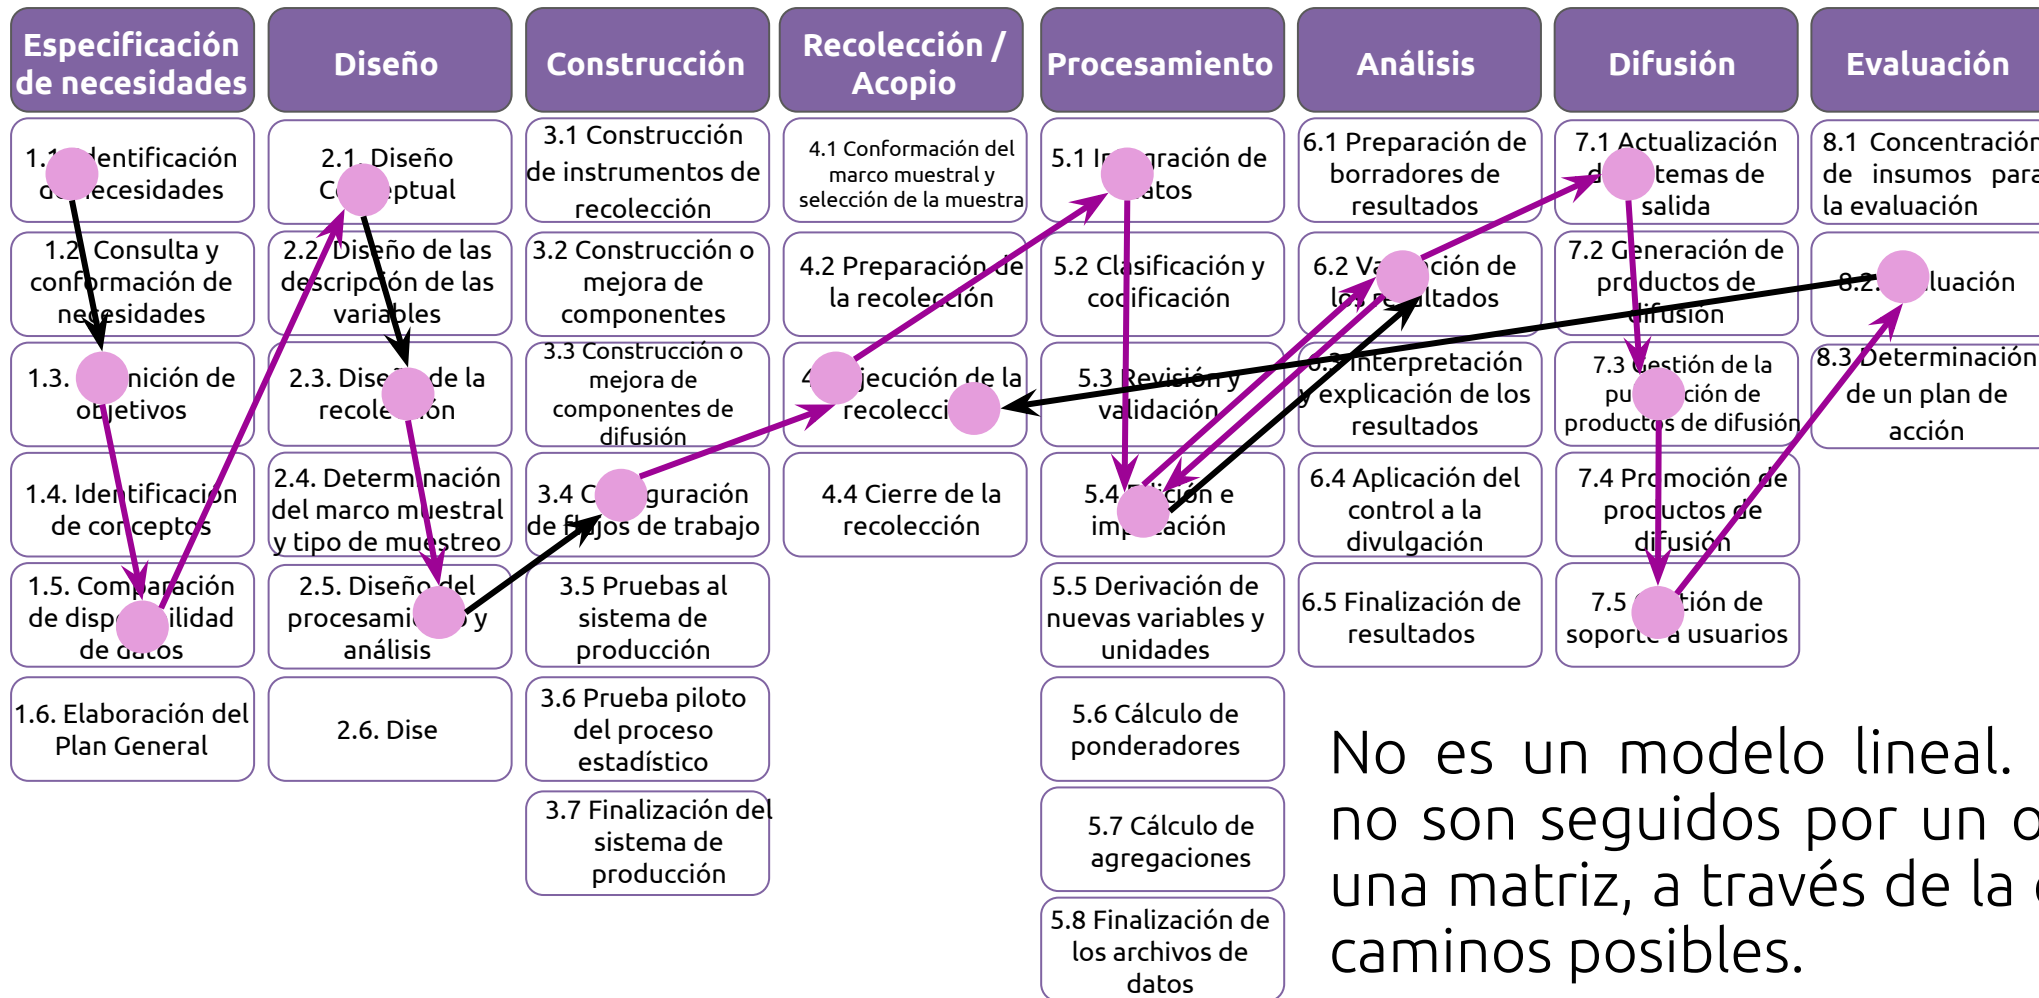 Especificación
de necesidades
Diseño
Construcción
Recolección /
Acopio
Procesamiento
Análisis
Difusión
Evaluación
1.1. Identificación
de necesidades
1.2. Consulta y
conformación de
necesidades
1.3. Definición de
objetivos
1.4. Identificación
de conceptos
1.5. Comparación
de disponibilidad
de datos
1.6. Elaboración del
Plan General
2.1. Diseño
Conceptual
2.2. Diseño de las
descripción de las
variables
2.3. Diseño de la
recolección
2.4. Determinación
del marco muestral
y tipo de muestreo
2.5. Diseño del
procesamiento y
análisis
2.6. Dise
3.1 Construcción
de instrumentos de
recolección
3.2 Construcción o
mejora de
componentes
3.3 Construcción o
mejora de
componentes de
difusión
3.4 Configuración
de flujos de trabajo
3.5 Pruebas al
sistema de
producción
3.6 Prueba piloto
del proceso
estadístico
3.7 Finalización del
sistema de
producción
4.1 Conformación del
marco muestral y
selección de la muestra
4.2 Preparación de
la recolección
4.3 Ejecución de la
recolección
4.4 Cierre de la
recolección
5.1 Integración de
datos
5.2 Clasificación y
codificación
5.3 Revisión y
validación
5.4 Edición e
imputación
5.5 Derivación de
nuevas variables y
unidades
5.6 Cálculo de
ponderadores
5.7 Cálculo de
agregaciones
5.8 Finalización de
los archivos de
datos
6.1 Preparación de
borradores de
resultados
6.2 Validación de
los resultados
6.3 Interpretación
y explicación de los
resultados
6.4 Aplicación del
control a la
divulgación
6.5 Finalización de
resultados
7.1 Actualización
de sistemas de
salida
7.2 Generación de
productos de
difusión
7.3 Gestión de la
publicación de
productos de difusión
7.4 Promoción de
productos de
difusión
7.5 Gestión de
soporte a usuarios
8.1 Concentración
de insumos para
la evaluación
8.2. Evaluación
8.3 Determinación
de un plan de
acción
No es un modelo lineal.
no son seguidos por un o
una matriz, a través de la
caminos posibles.